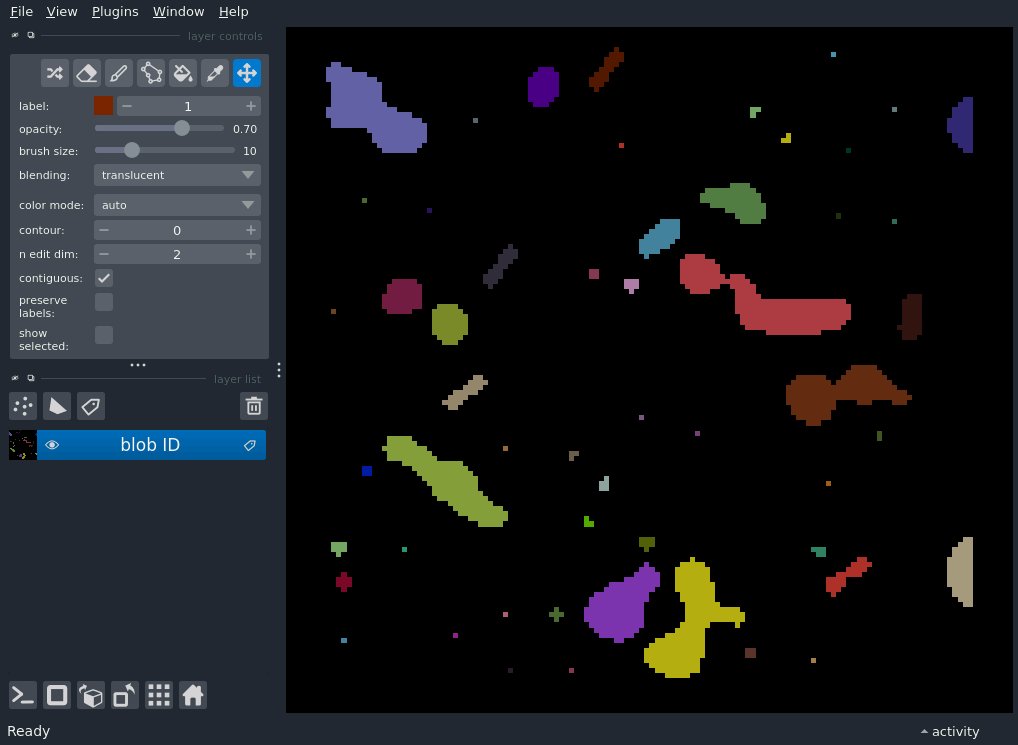 File View Plugins Window Help
layer controls
label: 1
opacity: 0.70
brush size: 10
blending: translucent
color mode: auto
contour: 0
n edit dim: 2
contiguous:
preserve
labels:
show
selected:
layer list
blob ID
Ready
activity